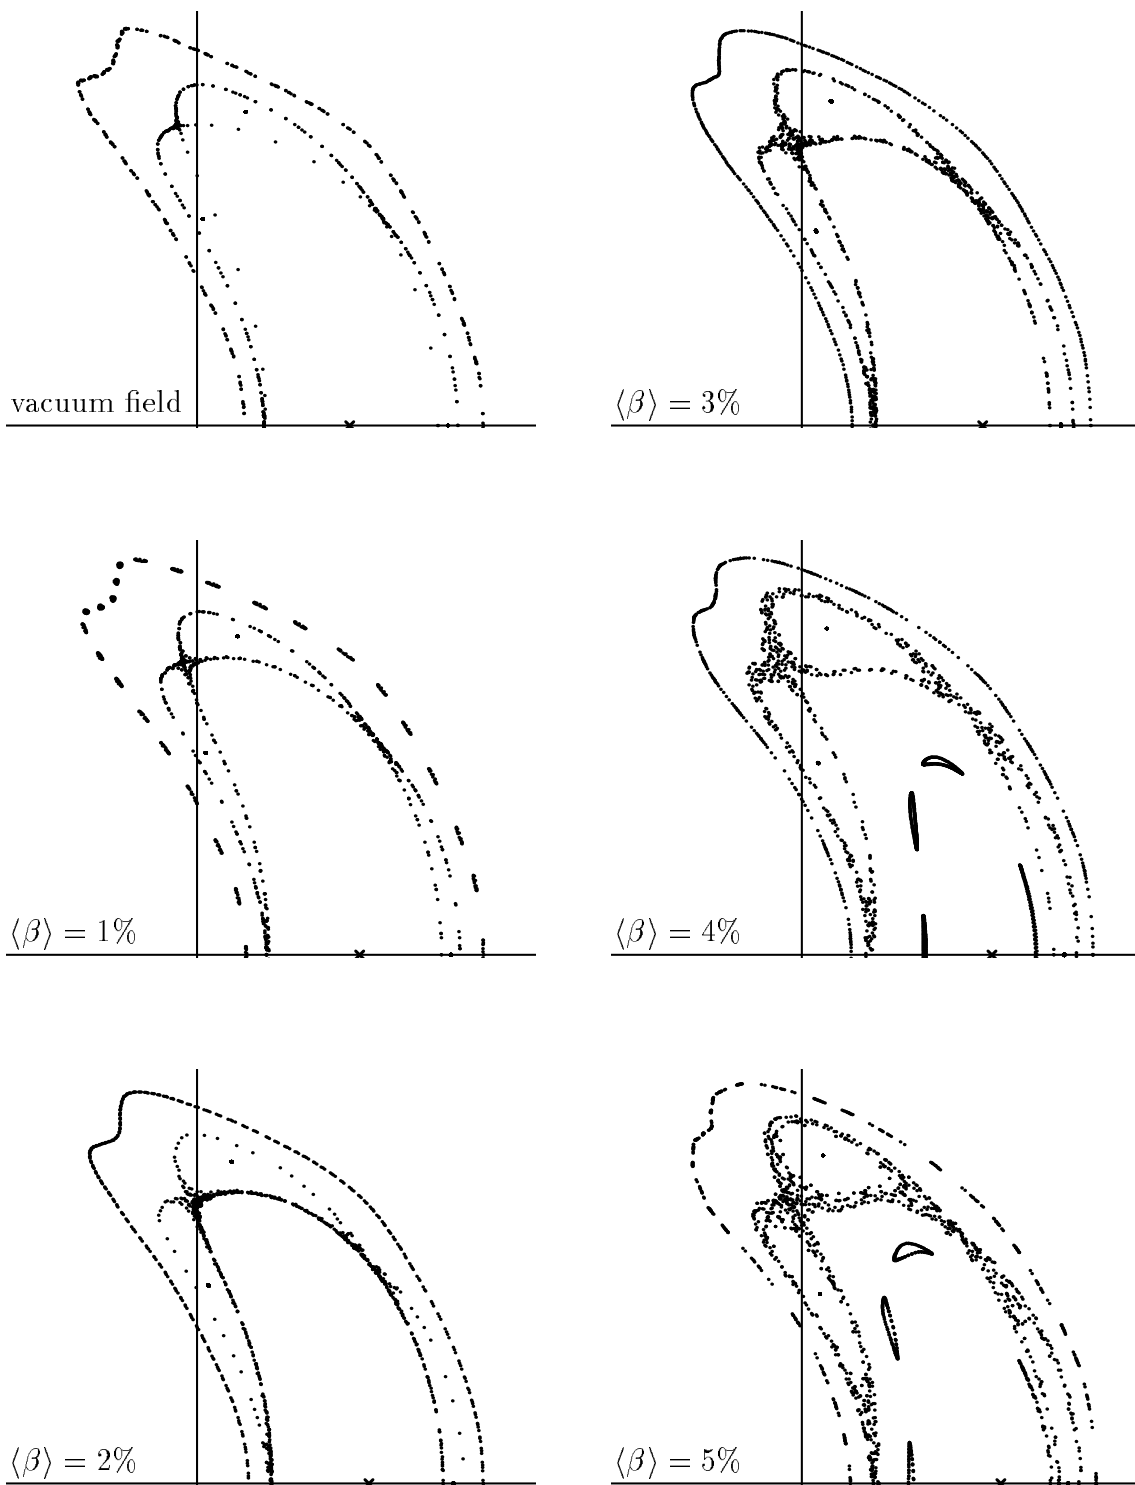 vacuum field
⟨β⟩ = 3%
⟨β⟩ = 1%
⟨β⟩ = 4%
⟨β⟩ = 2%
⟨β⟩ = 5%